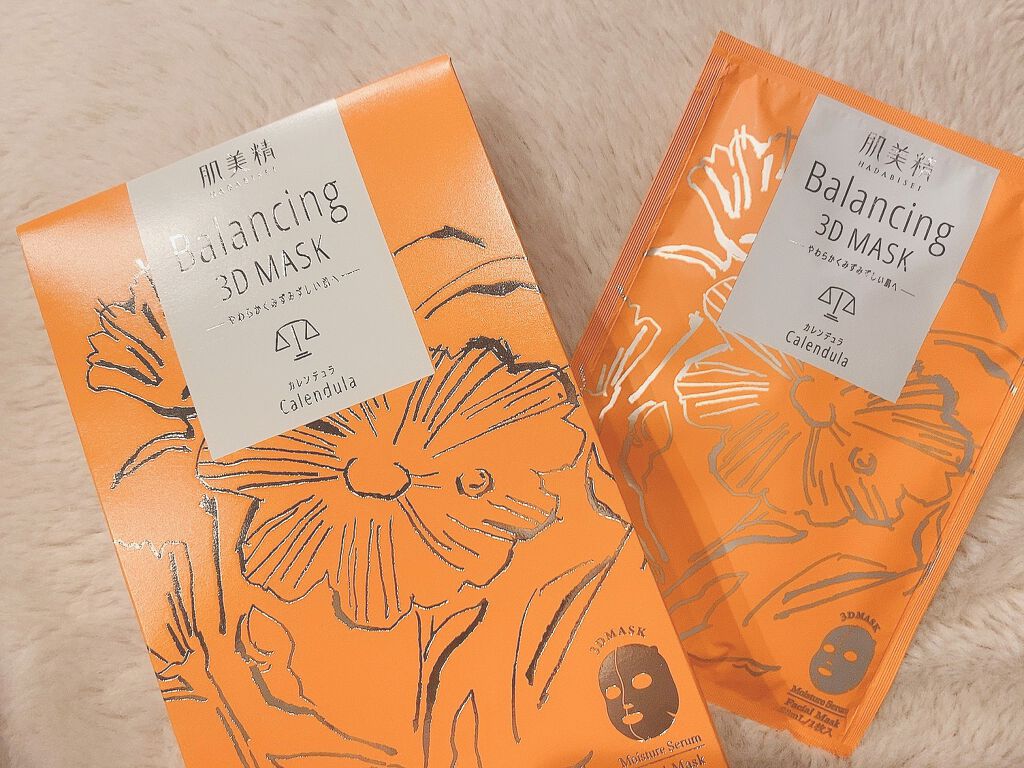 肌美精
HADABISEI
Balancing
3D MASK
やわらかくみずみずしい肌へ
カレンデュラ
Calendula
3DMASK
Moisture Serum
Mask
肌美精
HADABISEI
Balancing
3D MASK
やわらかくみずみずしい肌へ
カレンデュラ
Calendula
3DMASK
Moisture Serum
Facial Mask